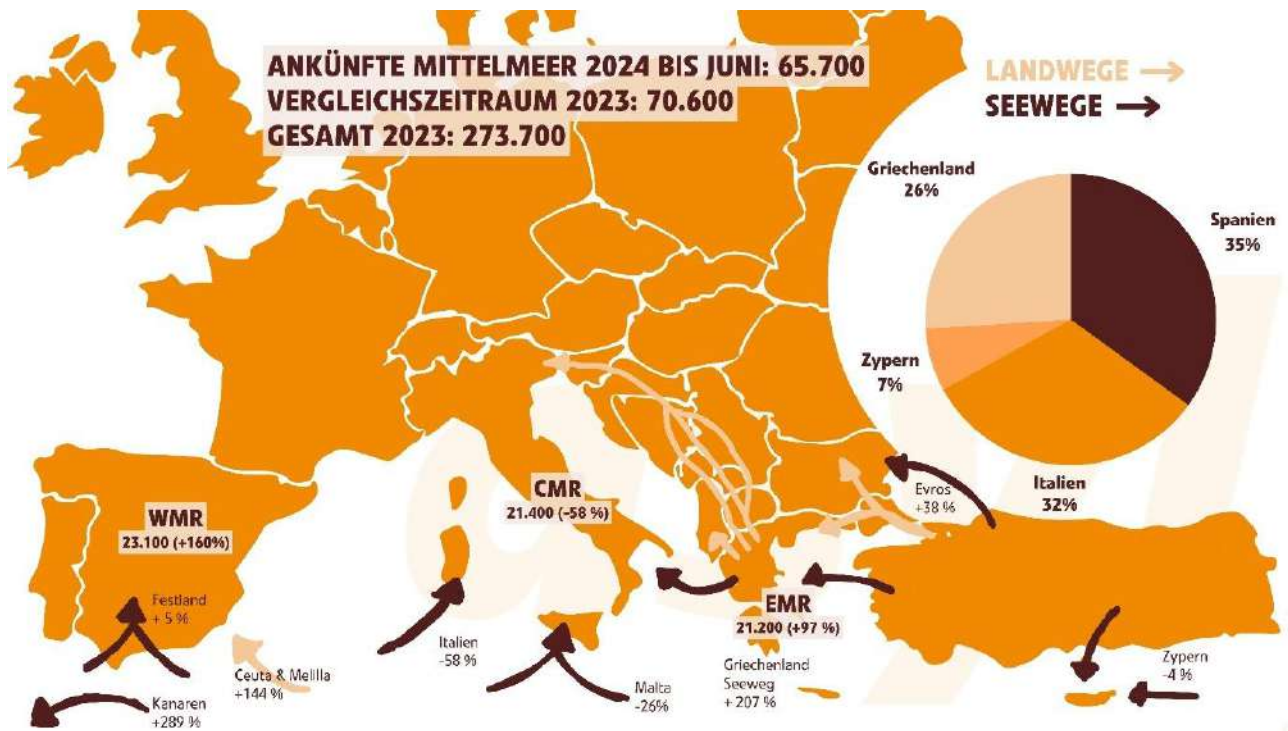 ANKÜNFTE MITTELMEER 2024 BIS JUNI: 65.700
VERGLEICHSZEITRAUM 2023: 70.600
GESAMT 2023: 273.700
LANDWEGE
SEEWEGE
Griechenland
26%
Spanien
35%
Zypern
7%
Italien
32%
WMR
23.100 (+160%)
Festland
+ 5 %
Ceuta & Melilla
+144 %
Kanaren
+289 %
CMR
21.400 (-58 %)
Italien
-58 %
Malta
-26%
EMR
21.200 (+97 %)
Griechenland
Seeweg
+ 207 %
Evros
+38 %
Zypern
-4 %